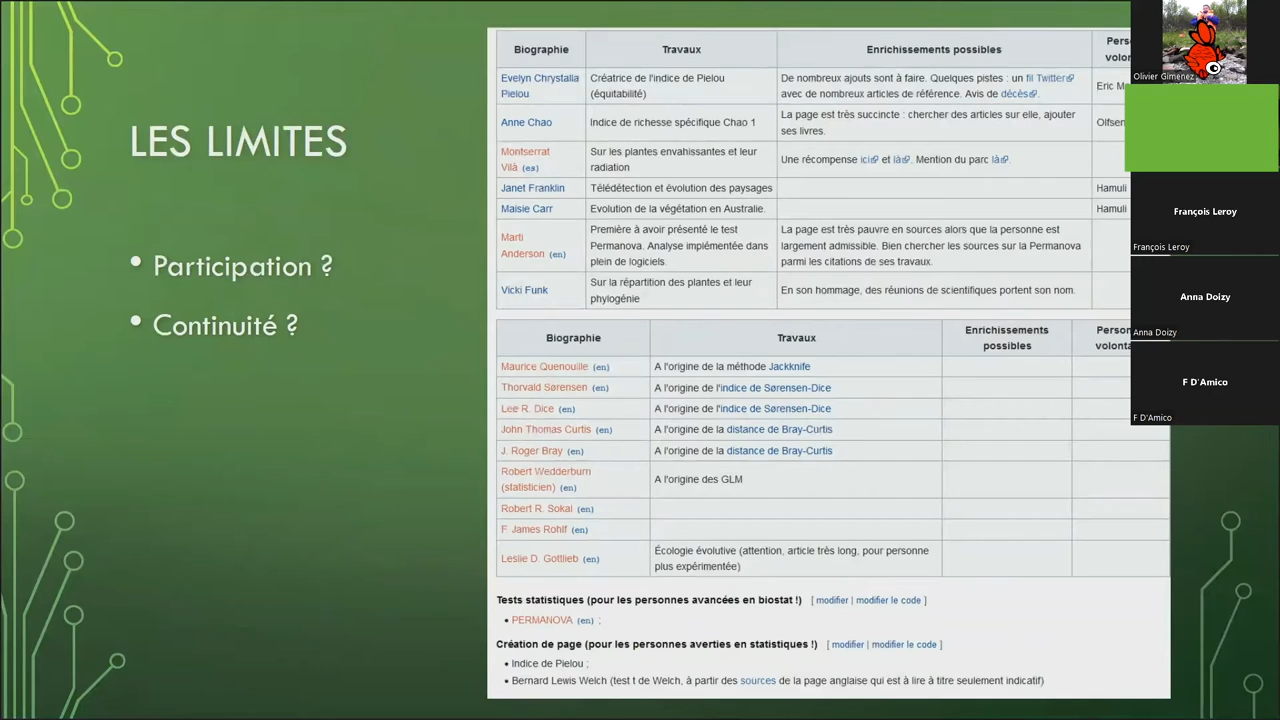 LES LIMITES
• Participation ?
• Continuité ?
Biographie Travaux Enrichissements possibles
Evelyn Chrystalla Pielou
Créatrice de l'indice de Pielou (équitabilité)
De nombreux ajouts sont à faire. Quelques pistes : un fil Twitter
avec de nombreux articles de référence. Avis de décès.
Eric
Anne Chao
Indice de richesse spécifique Chao 1
La page est très succincte : chercher des articles sur elle, ajouter
ses livres.
Montserrat
Vilà (es)
Sur les plantes envahissantes et leur
radiation
Une récompense ici et là. Mention du parc là.
Janet Franklin
Télédétection et évolution des paysages
Hamuli
Maisie Carr
Evolution de la végétation en Australie.
Hamuli
Marti
Anderson (en)
Première à avoir présenté le test
Permanova. Analyse implémentée dans
plein de logiciels.
La page est très pauvre en sources alors que la personne est
largement admissible. Bien chercher les sources sur la Permanova
parmi les citations de ses travaux.
Vicki Funk
Sur la répartition des plantes et leur
phylogénie
En son hommage, des réunions de scientifiques portent son nom.
Biographie Travaux Enrichissements
possibles
Maurice Quenouille (en) A l'origine de la méthode Jackknife
Thorvald Sørensen (en) A l'origine de l'indice de Sørensen-Dice
Lee R. Dice (en) A l'origine de l'indice de Sørensen-Dice
John Thomas Curtis (en) A l'origine de la distance de Bray-Curtis
J. Roger Bray (en) A l'origine de la distance de Bray-Curtis
Robert Wedderburn
(statisticien) (en)
A l'origine des GLM
Robert R. Sokal (en)
F. James Rohlf (en)
Leslie D. Gottlieb (en)
Écologie évolutive (attention, article très long, pour personne
plus expérimentée)
Tests statistiques (pour les personnes avancées en biostat !) [ modifier | modifier le code ]
• PERMANOVA (en) ;
Création de page (pour les personnes averties en statistiques !) [ modifier | modifier le code ]
• Indice de Pielou ;
• Bernard Lewis Welch (test t de Welch, à partir des sources de la page anglaise qui est à lire à titre seulement indicatif)
Olivier Gimenez
François Leroy
François Leroy
Anna Doizy
Anna Doizy
F D'Amico
F D'Amico